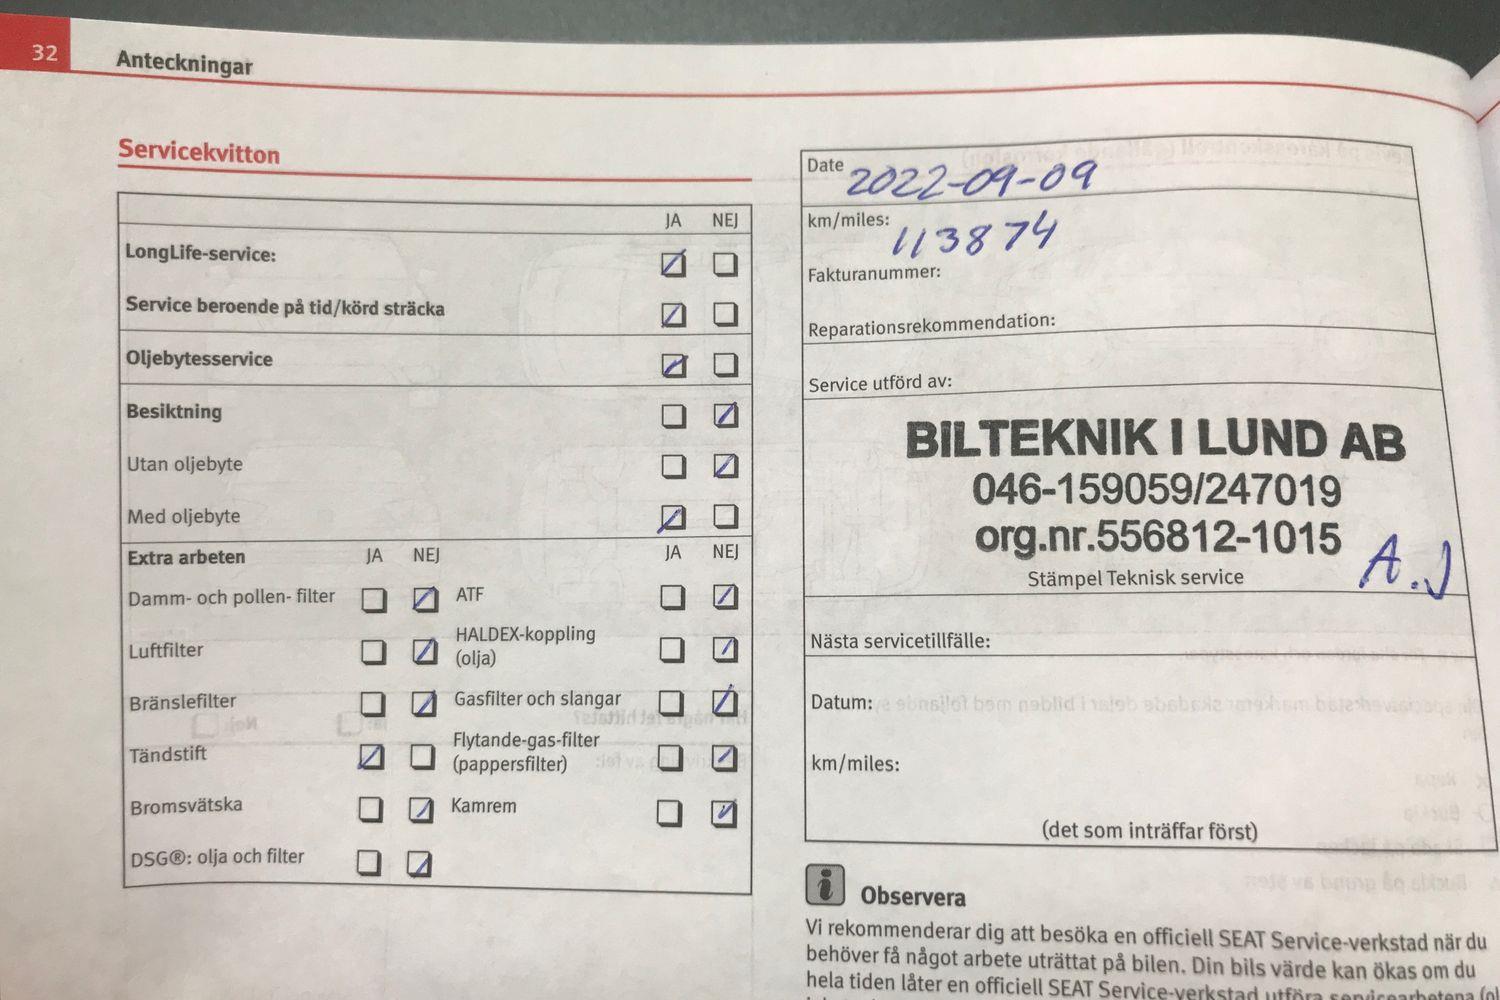 32
Anteckningar
Servicekvitton
JA NEJ
LongLife-service:
Service beroende på tid/körd sträcka
Oljebytesservice
Besiktning
Utan oljebyte
Med oljebyte
Extra arbeten JA NEJ JA NEJ
Damm- och pollen- filter ATF
Luftfilter HALDEX-koppling
(olja)
Bränslefilter Gasfilter och slangar
Tändstift Flytande-gas-filter
(pappersfilter)
Bromsvätska Kamrem
DSG®: olja och filter
Date 2022-09-09
km/miles: 113874
Fakturanummer:
Reparationsrekommendation:
Service utförd av:
BILTEKNIK I LUND AB
046-159059/247019
org.nr.556812-1015
Stämpel Teknisk service A.J
Nästa servicetillfälle:
Datum:
km/miles:
(det som inträffar först)
i Observera
Vi rekommenderar dig att besöka en officiell SEAT Service-verkstad när du
behöver få något arbete uträttat på bilen. Din bils värde kan ökas om du
hela tiden låter en officiell SEAT Service-verkstad utföra servicearbetena